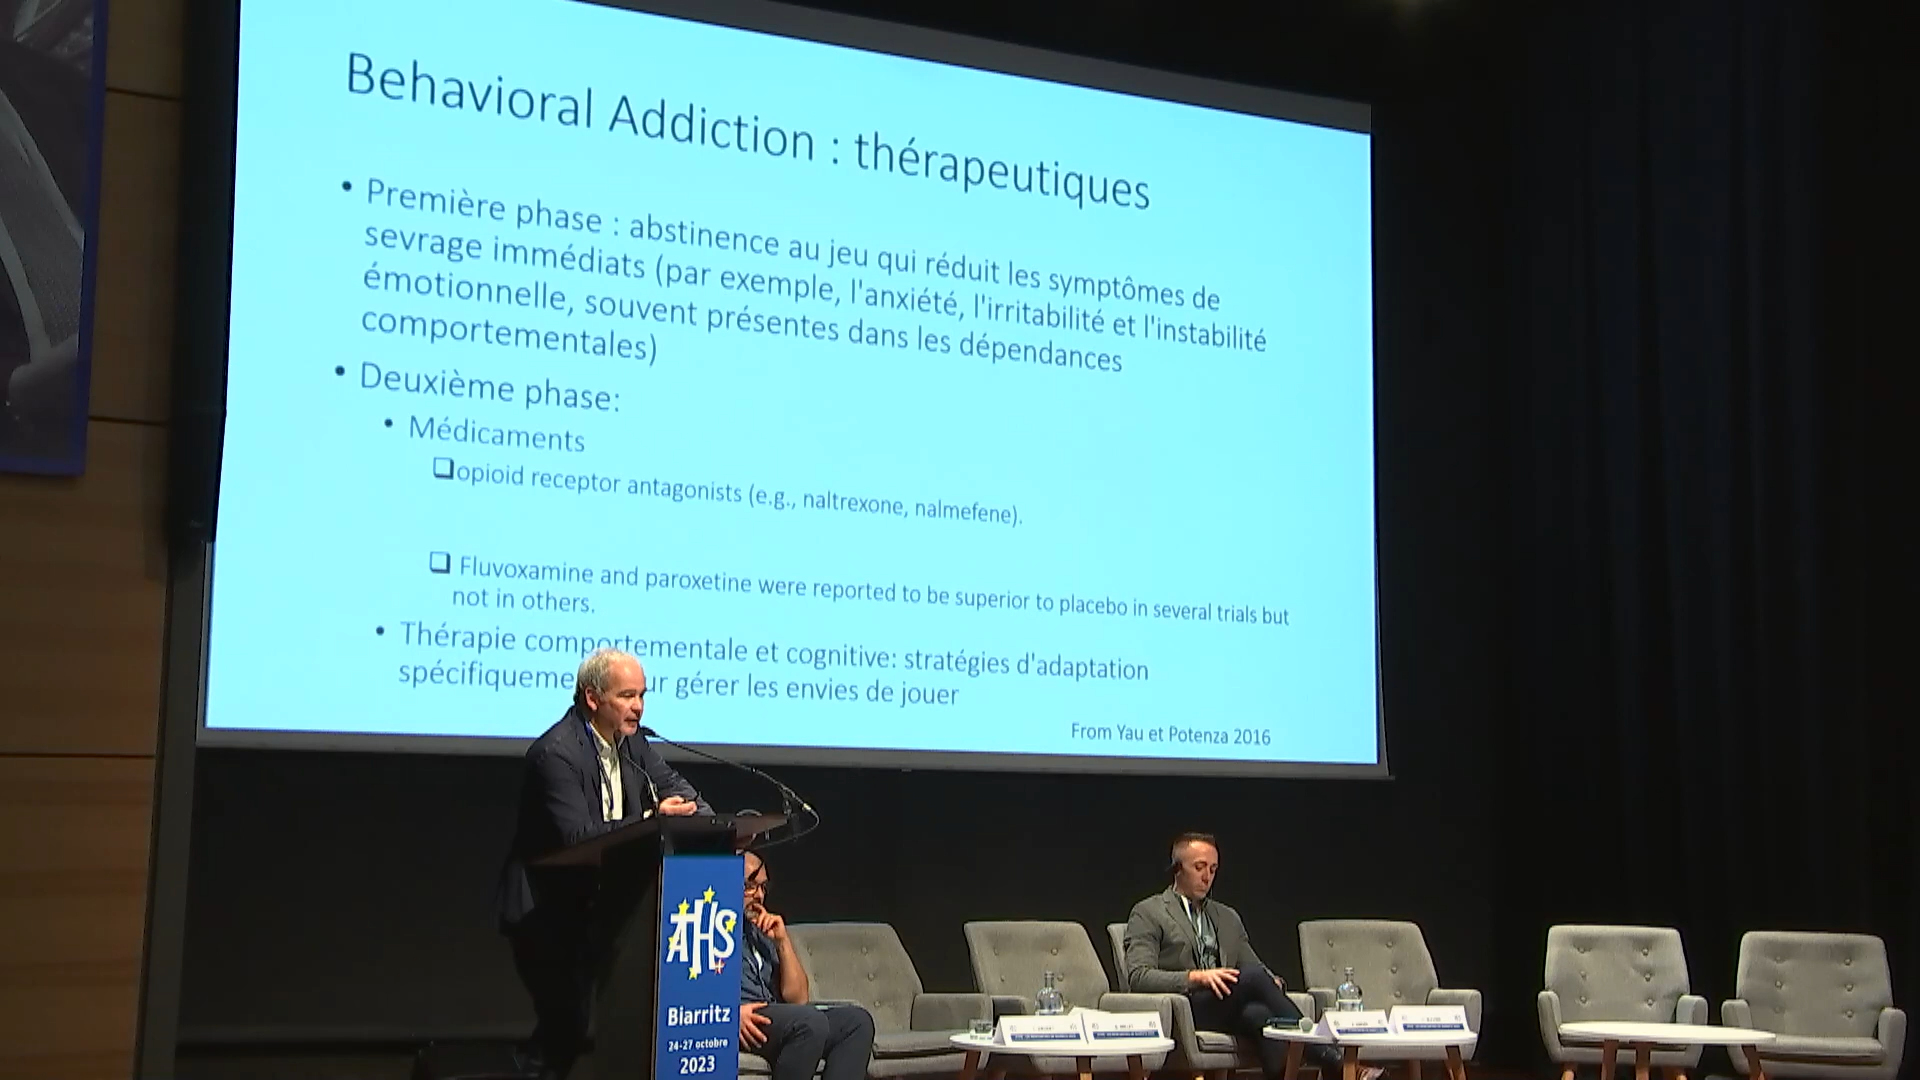 Behavioral Addiction : thérapeutiques
• Première phase : abstinence au jeu qui réduit les symptômes de
sevrage immédiats (par exemple, l'anxiété, l'irritabilité et l'instabilité
émotionnelle, souvent présentes dans les dépendances
comportementales)
• Deuxième phase:
• Médicaments
❑opioid receptor antagonists (e.g., naltrexone, nalmefene).
❑ Fluvoxamine and paroxetine were reported to be superior to placebo in several trials but
not in others.
• Thérapie comportementale et cognitive: stratégies d'adaptation
gérer les envies de jouer
From Yau et Potenza 2016
AHS
Biarritz
24-27 octobre
2023